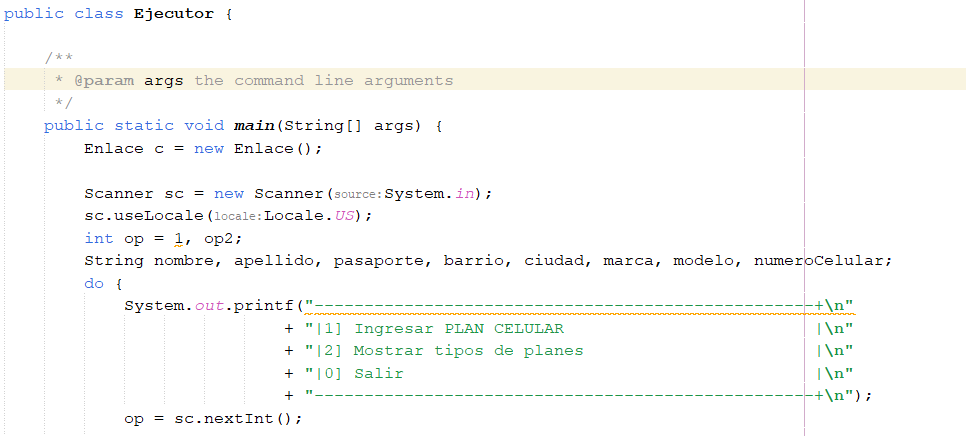 public class Ejecutor {
/**
* @param args the command line arguments
*/
public static void main(String[] args) {
Enlace c = new Enlace();
Scanner sc = new Scanner(source:System.in);
sc.useLocale(locale:Locale.US);
int op = 1, op2;
String nombre, apellido, pasaporte, barrio, ciudad, marca, modelo, numeroCelular;
do {
System.out.printf("--------------------------------------------------+\n"
+ "|1] Ingresar PLAN CELULAR                         |\n"
+ "|2] Mostrar tipos de planes                       |\n"
+ "|0] Salir                                         |\n"
+ "--------------------------------------------------+\n");
op = sc.nextInt();